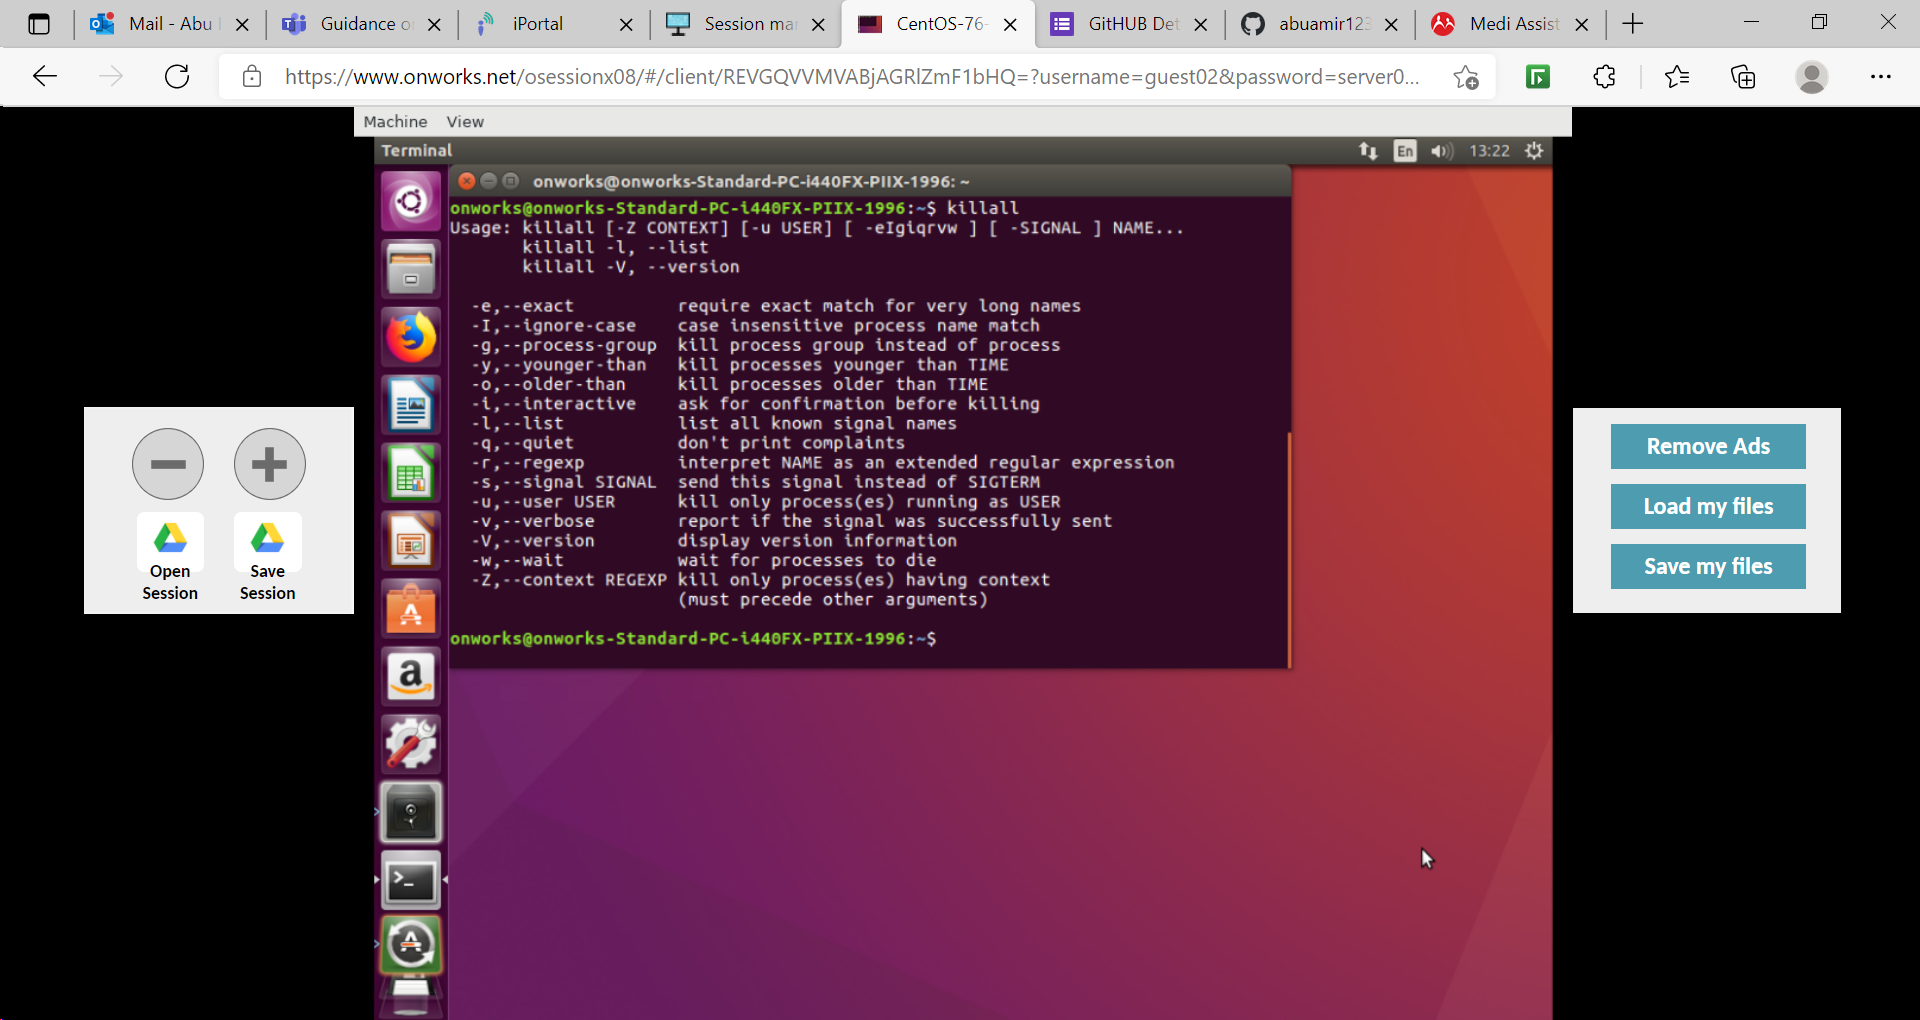 Mail - Abu
Guidance o
iPortal
Session mar
CentOS-76-
GitHUB Det
abuamir123
Medi Assist
https://www.onworks.net/osessionx08/#/client/REVGQVVMVABjAGRlZmF1bHQ=?username=guest02&password=server0...
Machine View
Terminal
En
13:22
onworks@onworks-Standard-PC-i440FX-PIIX-1996: ~
onworks@onworks-Standard-PC-i440FX-PIIX-1996:~$ killall
Usage: killall [-Z CONTEXT] [-u USER] [ -eIgiqrvw ] [ -SIGNAL ] NAME...
killall -l, --list
killall -V, --version
-e,--exact require exact match for very long names
-I,--ignore-case case insensitive process name match
-g,--process-group kill process group instead of process
-y,--younger-than kill processes younger than TIME
-o,--older-than kill processes older than TIME
-i,--interactive ask for confirmation before killing
-l,--list list all known signal names
-q,--quiet don't print complaints
-r,--regexp interpret NAME as an extended regular expression
-s,--signal SIGNAL send this signal instead of SIGTERM
-u,--user USER kill only process(es) running as USER
-v,--verbose report if the signal was successfully sent
-V,--version display version information
-w,--wait wait for processes to die
-Z,--context REGEXP kill only process(es) having context
(must precede other arguments)
onworks@onworks-Standard-PC-i440FX-PIIX-1996:~$
Open
Session
Save
Session
Remove Ads
Load my files
Save my files